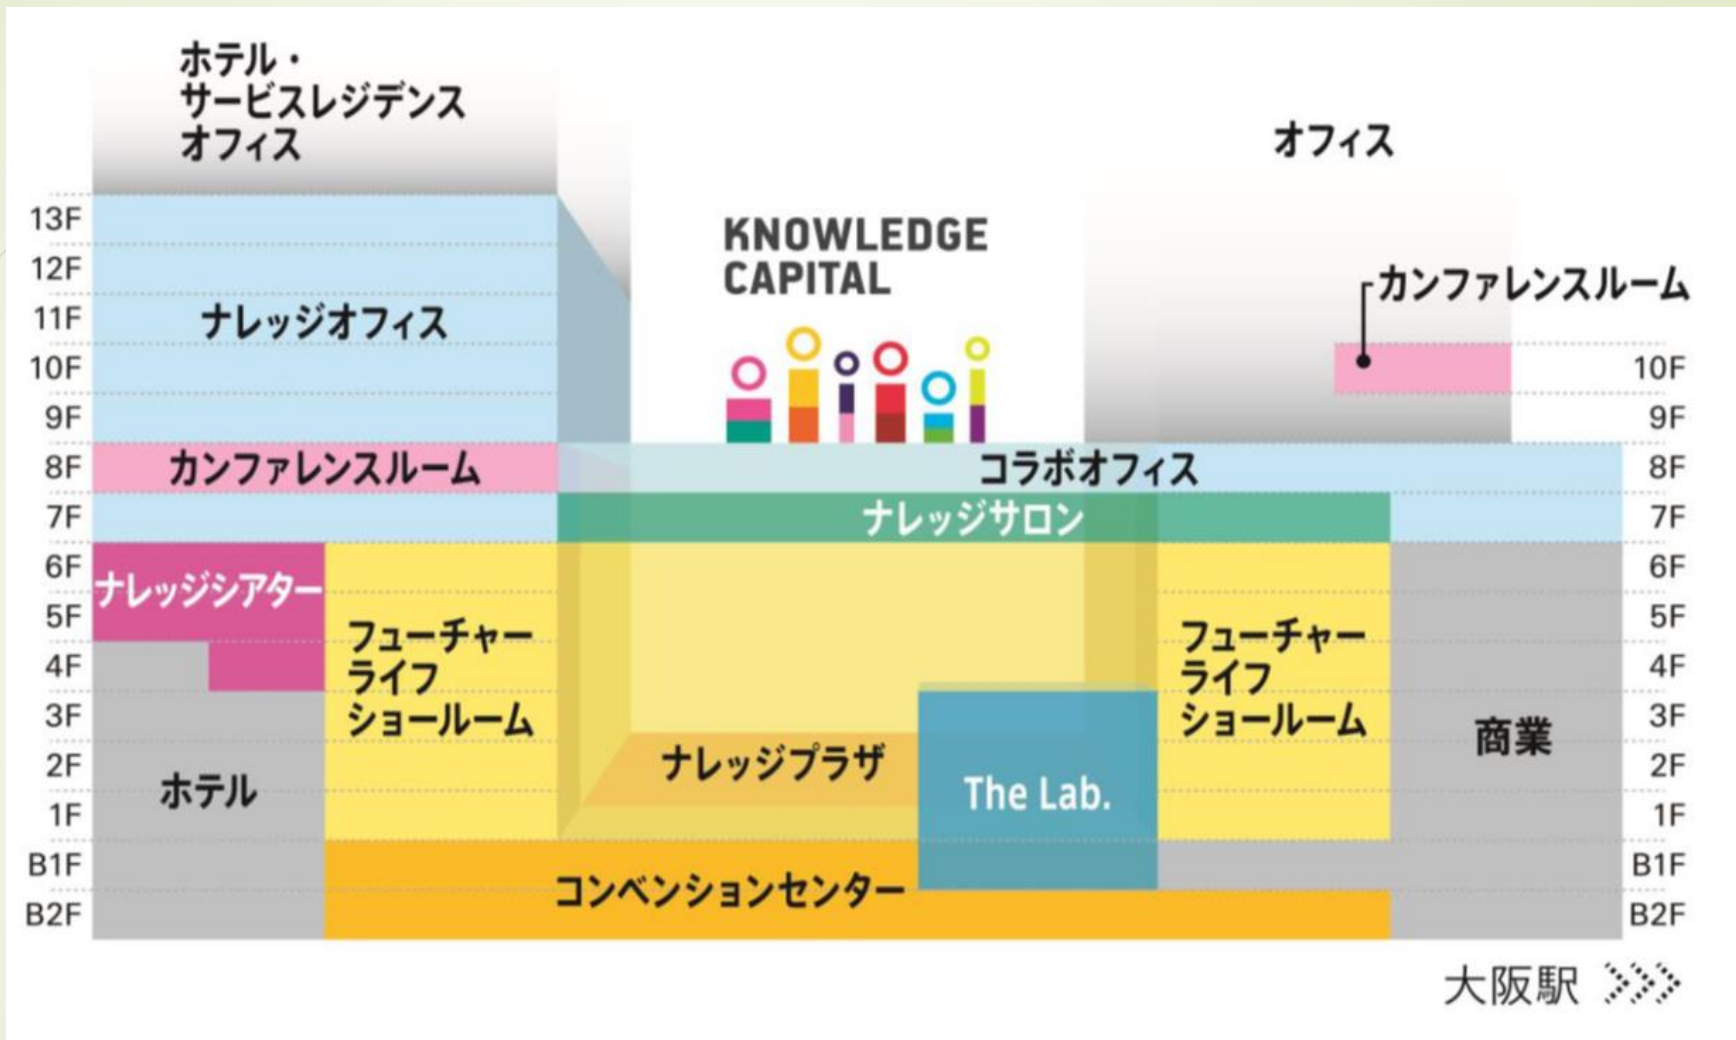 ホテル・
サービスレジデンス
オフィス
オフィス
13F
12F
11F
10F
9F
8F
7F
6F
5F
4F
3F
2F
1F
B1F
B2F
KNOWLEDGE
CAPITAL
カンファレンスルーム
ナレッジオフィス
カンファレンスルーム
コラボオフィス
ナレッジサロン
ナレッジシアター
フューチャー
ライフ
ショールーム
ホテル
ナレッジプラザ
The Lab.
フューチャー
ライフ
ショールーム
商業
コンベンションセンター
10F
9F
8F
7F
6F
5F
4F
3F
2F
1F
B1F
B2F
大阪駅